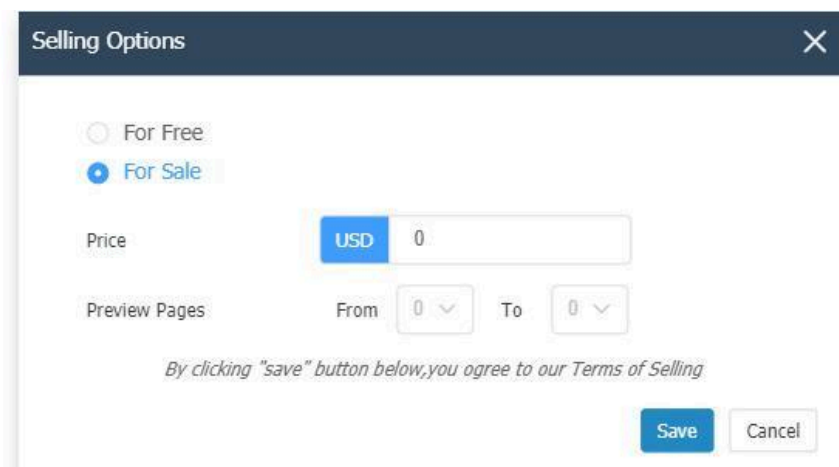 Selling Options
For Free
For Sale
Price USD 0
Preview Pages From 0 To 0
By clicking "save" button below,you ogree to our Terms of Selling
Save Cancel